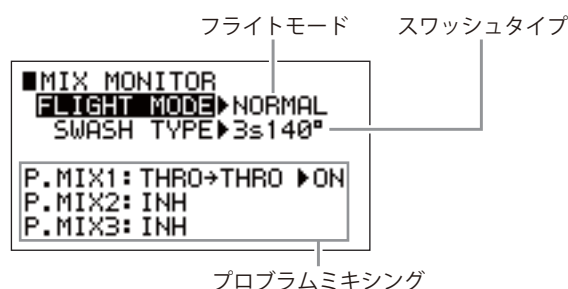 フライトモード スワッシュタイプ
■MIX MONITOR
FLIGHT MODE▶NORMAL
SWASH TYPE▶3s140°
P.MIX1: THRO→THRO ▶ON
P.MIX2: INH
P.MIX3: INH
プロブラムミキシング